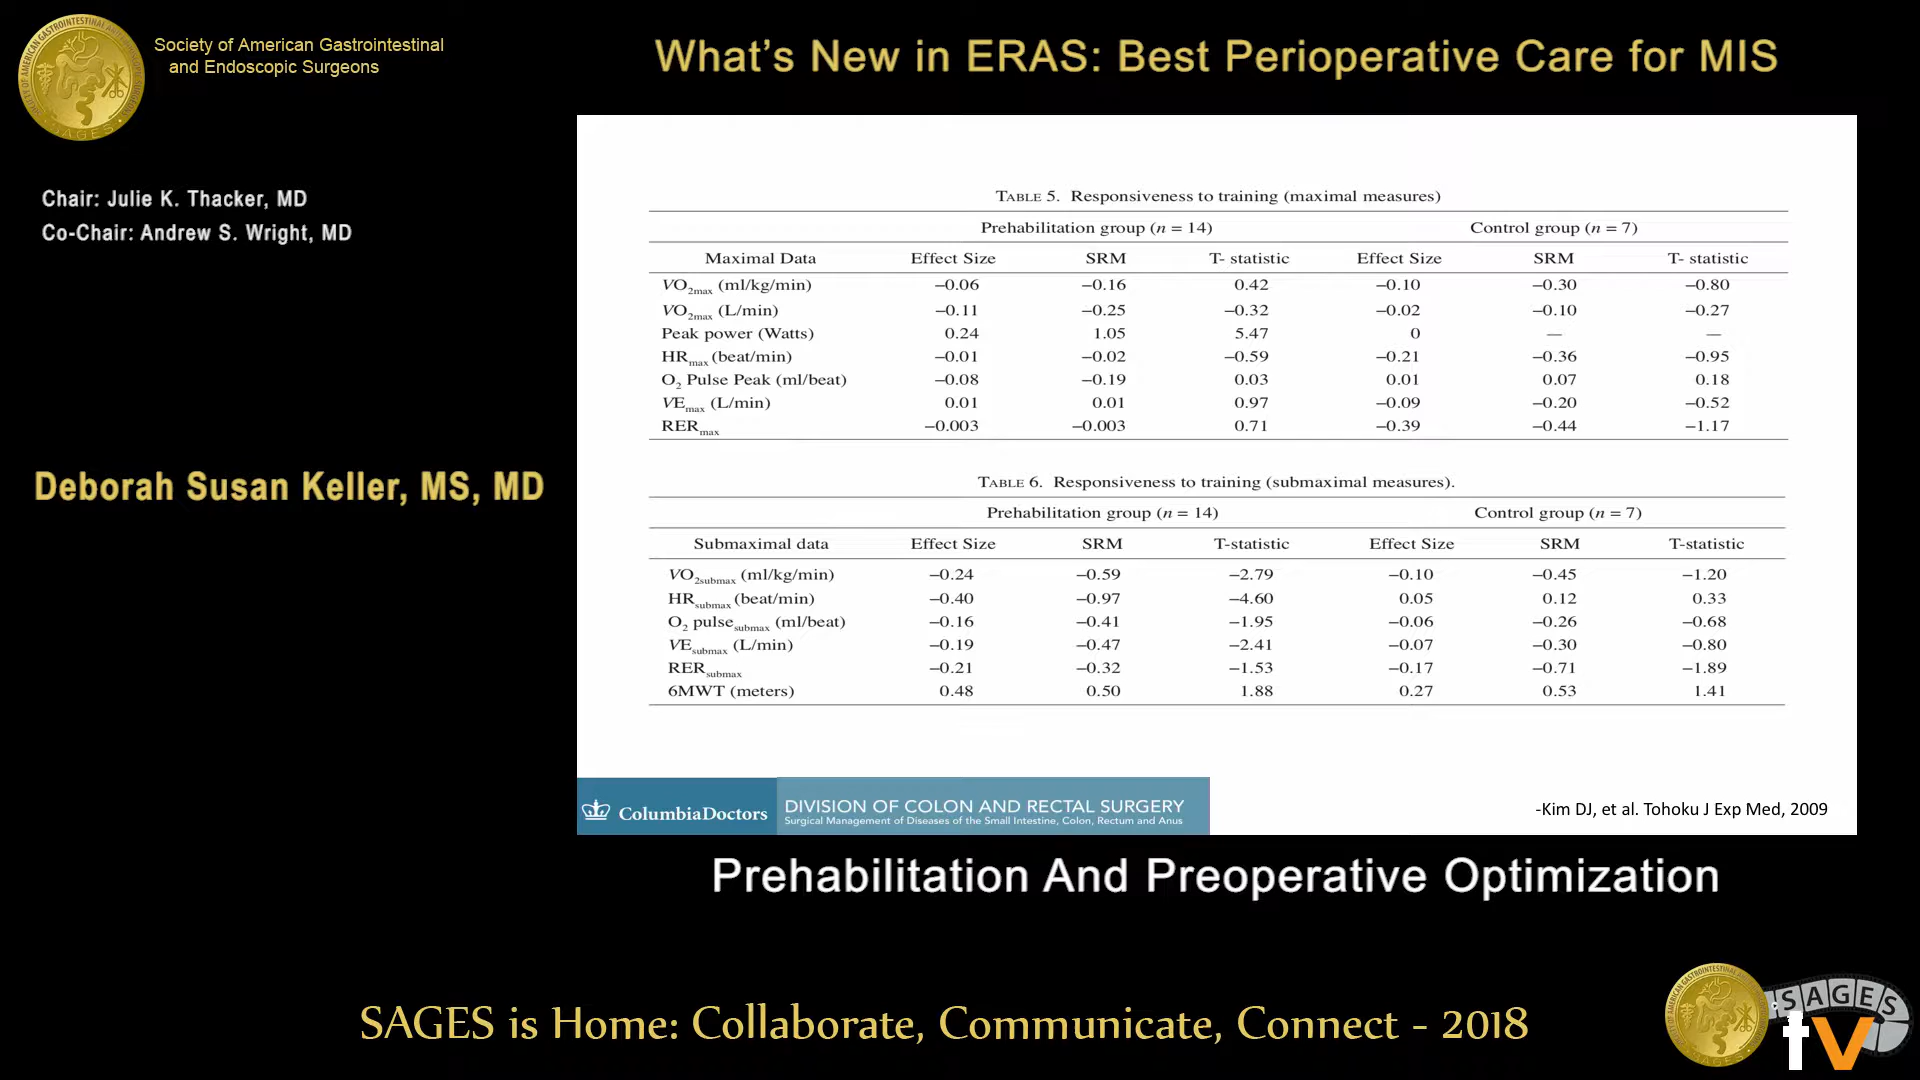 Society of American Gastrointestinal
and Endoscopic Surgeons
What's New in ERAS: Best Perioperative Care for MIS
Chair: Julie K. Thacker, MD
Co-Chair: Andrew S. Wright, MD
Deborah Susan Keller, MS, MD
TABLE 5. Responsiveness to training (maximal measures)
Prehabilitation group (n = 14) Control group (n = 7)
Maximal Data Effect Size SRM T- statistic Effect Size SRM T- statistic
VO2max (ml/kg/min) −0.06 −0.16 0.42 −0.10 −0.30 −0.80
VO2max (L/min) −0.11 −0.25 −0.32 −0.02 −0.10 −0.27
Peak power (Watts) 0.24 1.05 5.47 0 — —
HRmax (beat/min) −0.01 −0.02 −0.59 −0.21 −0.36 −0.95
O2 Pulse Peak (ml/beat) −0.08 −0.19 0.03 0.01 0.07 0.18
VEmax (L/min) 0.01 0.01 0.97 −0.09 −0.20 −0.52
RERmax −0.003 −0.003 0.71 −0.39 −0.44 −1.17
TABLE 6. Responsiveness to training (submaximal measures).
Prehabilitation group (n = 14) Control group (n = 7)
Submaximal data Effect Size SRM T-statistic Effect Size SRM T-statistic
VO2submax (ml/kg/min) −0.24 −0.59 −2.79 −0.10 −0.45 −1.20
HRsubmax (beat/min) −0.40 −0.97 −4.60 0.05 0.12 0.33
O2 pulsesubmax (ml/beat) −0.16 −0.41 −1.95 −0.06 −0.26 −0.68
VEsubmax (L/min) −0.19 −0.47 −2.41 −0.07 −0.30 −0.80
RERsubmax −0.21 −0.32 −1.53 −0.17 −0.71 −1.89
6MWT (meters) 0.48 0.50 1.88 0.27 0.53 1.41
ColumbiaDoctors
DIVISION OF COLON AND RECTAL SURGERY
Surgical Management of Diseases of the Small Intestine, Colon, Rectum and Anus
-Kim DJ, et al. Tohoku J Exp Med, 2009
Prehabilitation And Preoperative Optimization
SAGES is Home: Collaborate, Communicate, Connect - 2018
SAGES
tv